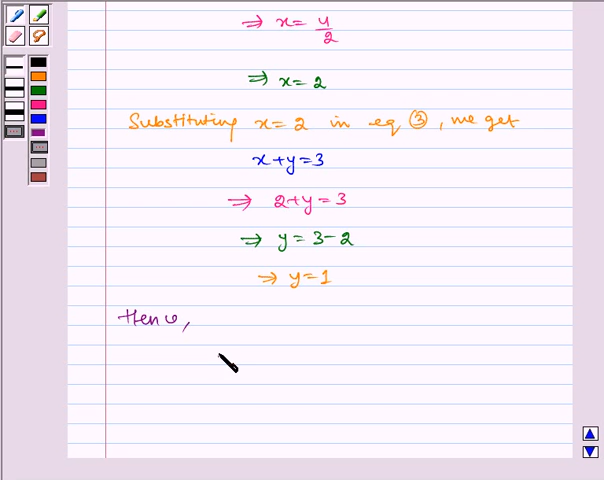 ⇒ x = 4/2
⇒ x = 2
Substituting x = 2 in eq ③, we get
x + y = 3
⇒ 2 + y = 3
⇒ y = 3 - 2
⇒ y = 1
Hence,